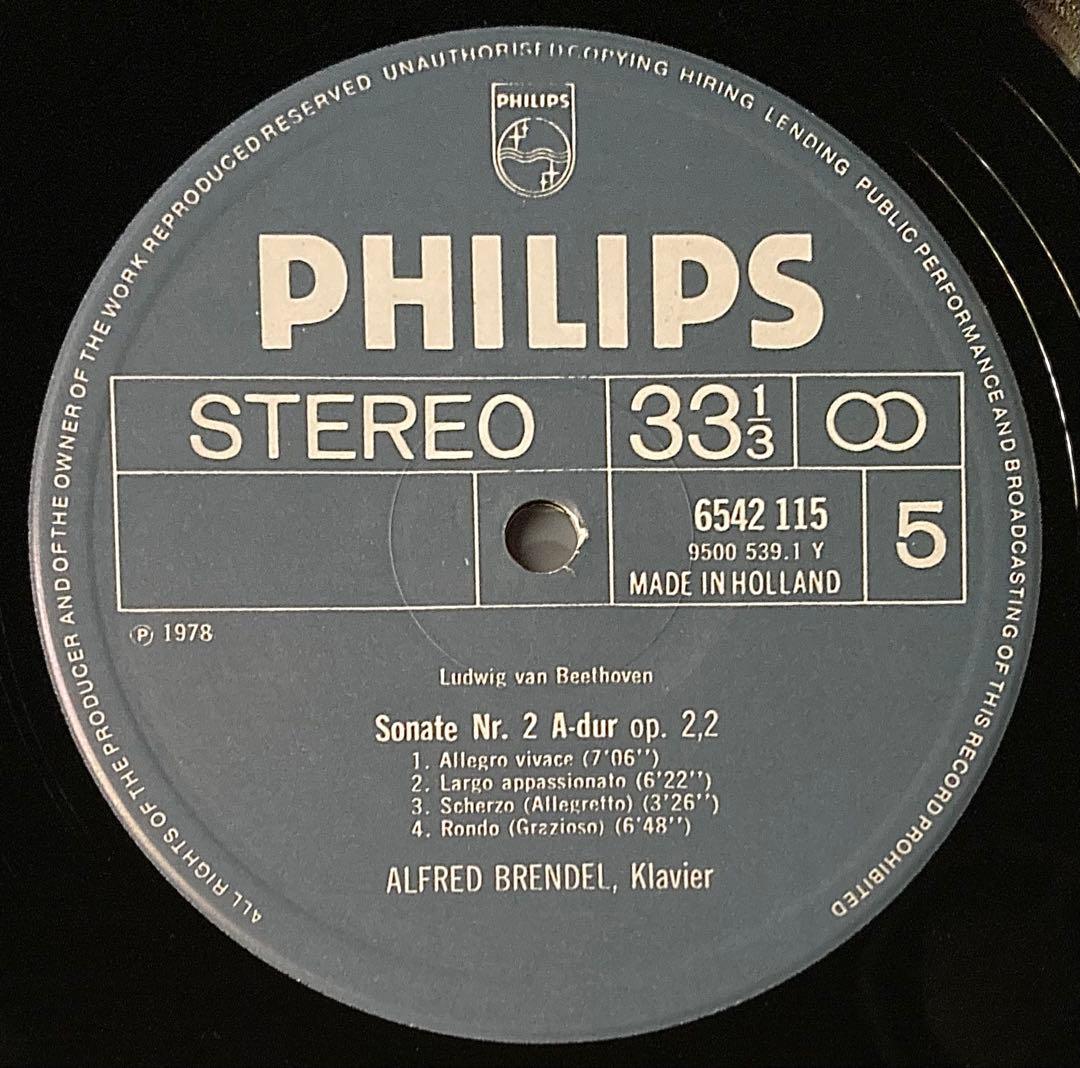 ALL RIGHTS OF THE PRODUCER AND OF THE OWNER OF THE WORK REPRODUCED RESERVED UNAUTHORISED COPYING HIRING LENDING PUBLIC PERFORMANCE AND BROADCASTING OF THIS RECORD PROHIBITED
PHILIPS
PHILIPS
STEREO
33 1/3
6542 115
9500 539.1 Y
MADE IN HOLLAND
5
℗ 1978
Ludwig van Beethoven
Sonate Nr. 2 A-dur op. 2,2
1. Allegro vivace (7'06'')
2. Largo appassionato (6'22'')
3. Scherzo (Allegretto) (3'26'')
4. Rondo (Grazioso) (6'48'')
ALFRED BRENDEL, Klavier